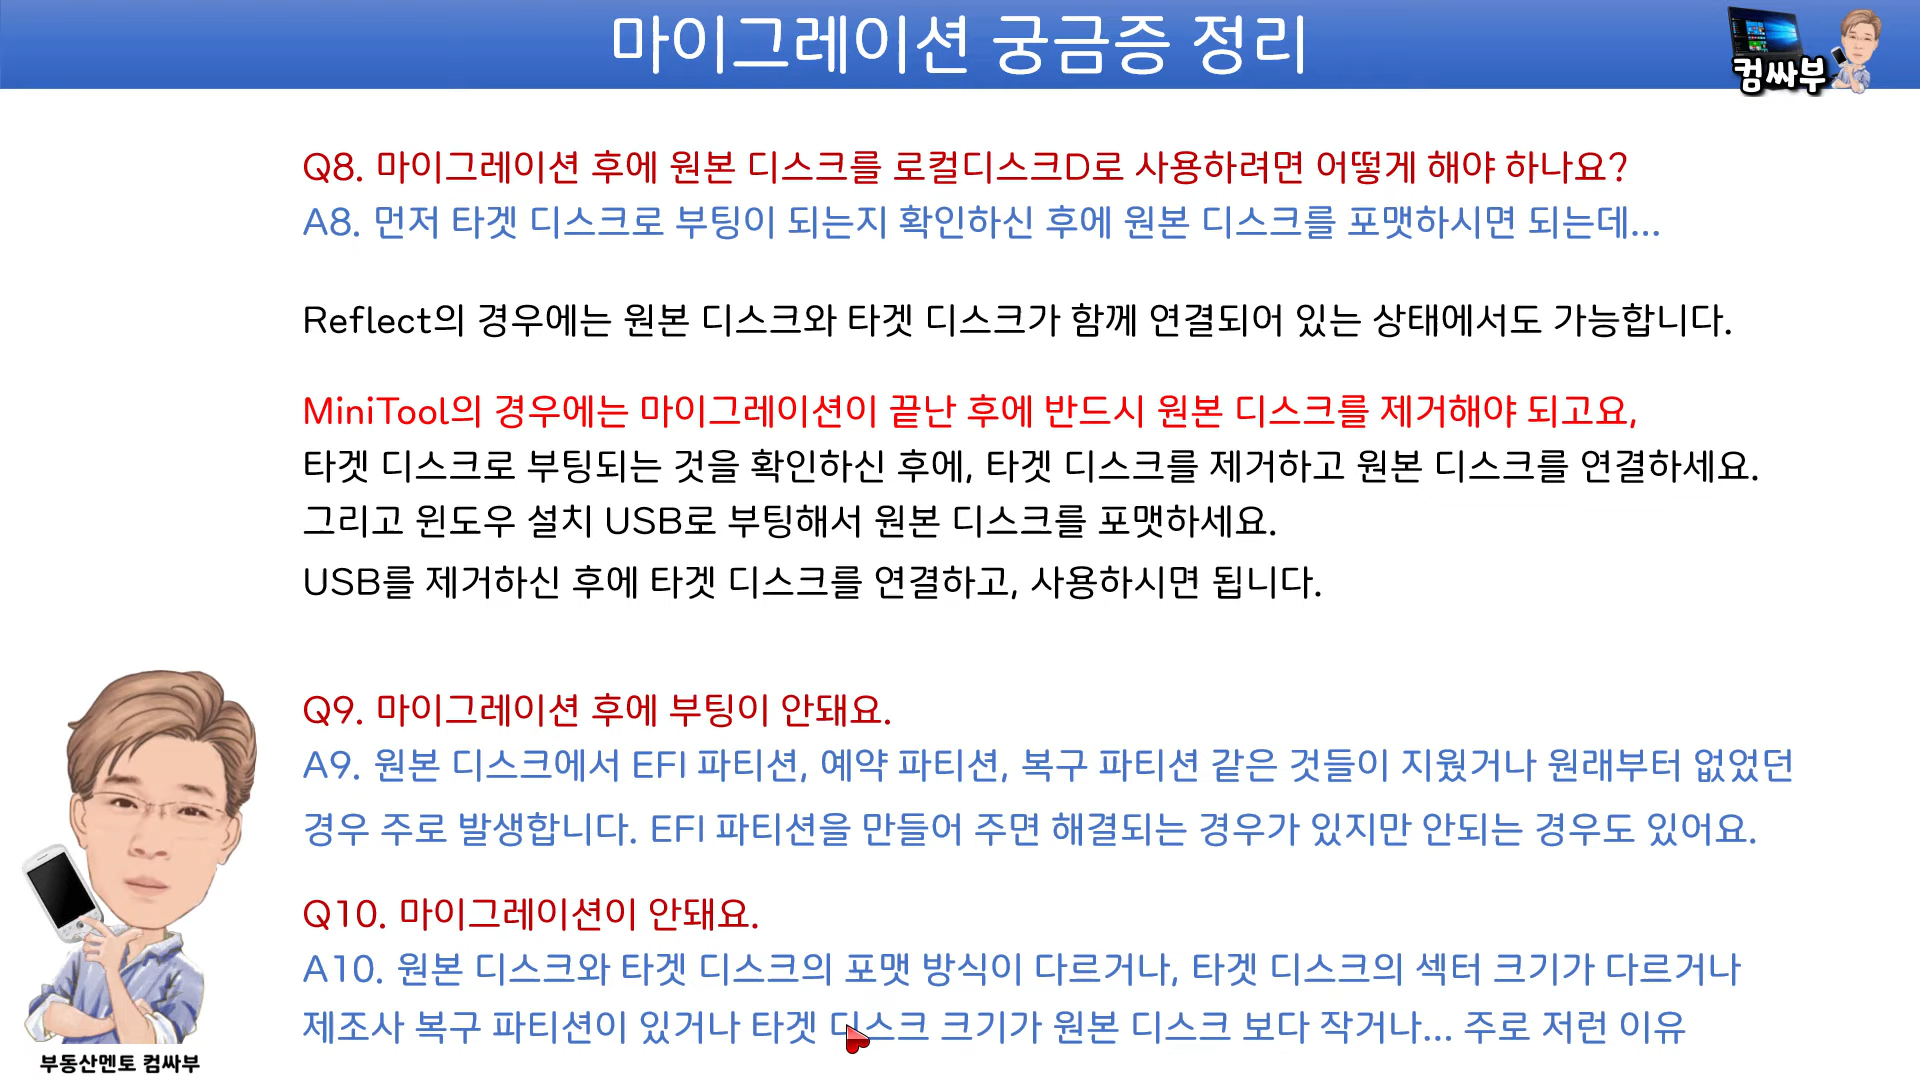 마이그레이션 궁금증 정리
컴싸부
Q8. 마이그레이션 후에 원본 디스크를 로컬디스크D로 사용하려면 어떻게 해야 하나요?
A8. 먼저 타겟 디스크로 부팅이 되는지 확인하신 후에 원본 디스크를 포맷하시면 되는데...
Reflect의 경우에는 원본 디스크와 타겟 디스크가 함께 연결되어 있는 상태에서도 가능합니다.
MiniTool의 경우에는 마이그레이션이 끝난 후에 반드시 원본 디스크를 제거해야 되고요,
타겟 디스크로 부팅되는 것을 확인하신 후에, 타겟 디스크를 제거하고 원본 디스크를 연결하세요.
그리고 윈도우 설치 USB로 부팅해서 원본 디스크를 포맷하세요.
USB를 제거하신 후에 타겟 디스크를 연결하고, 사용하시면 됩니다.
Q9. 마이그레이션 후에 부팅이 안돼요.
A9. 원본 디스크에서 EFI 파티션, 예약 파티션, 복구 파티션 같은 것들이 지웠거나 원래부터 없었던
경우 주로 발생합니다. EFI 파티션을 만들어 주면 해결되는 경우가 있지만 안되는 경우도 있어요.
Q10. 마이그레이션이 안돼요.
A10. 원본 디스크와 타겟 디스크의 포맷 방식이 다르거나, 타겟 디스크의 섹터 크기가 다르거나
제조사 복구 파티션이 있거나 타겟 디스크 크기가 원본 디스크 보다 작거나... 주로 저런 이유
부동산멘토 컴싸부